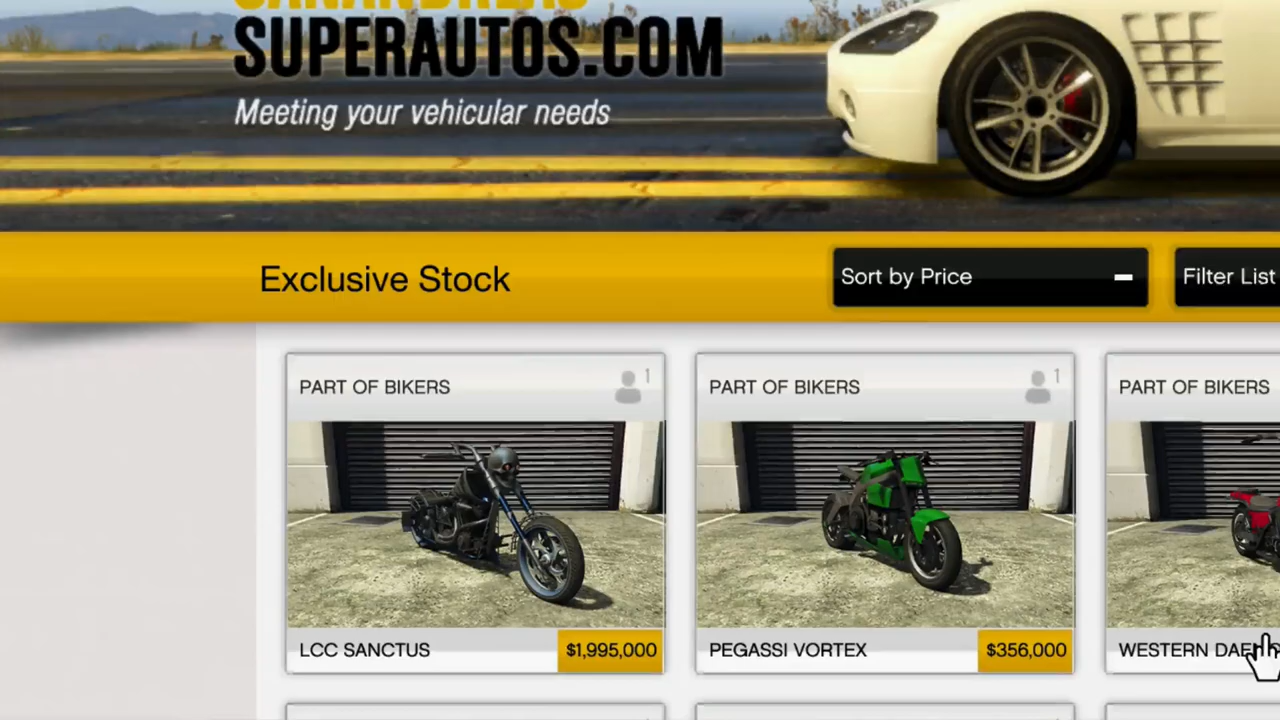 SUPERAUTOS.COM
Meeting your vehicular needs
Exclusive Stock
Sort by Price
Filter List
PART OF BIKERS
1
PART OF BIKERS
1
PART OF BIKERS
LCC SANCTUS
$1,995,000
PEGASSI VORTEX
$356,000
WESTERN